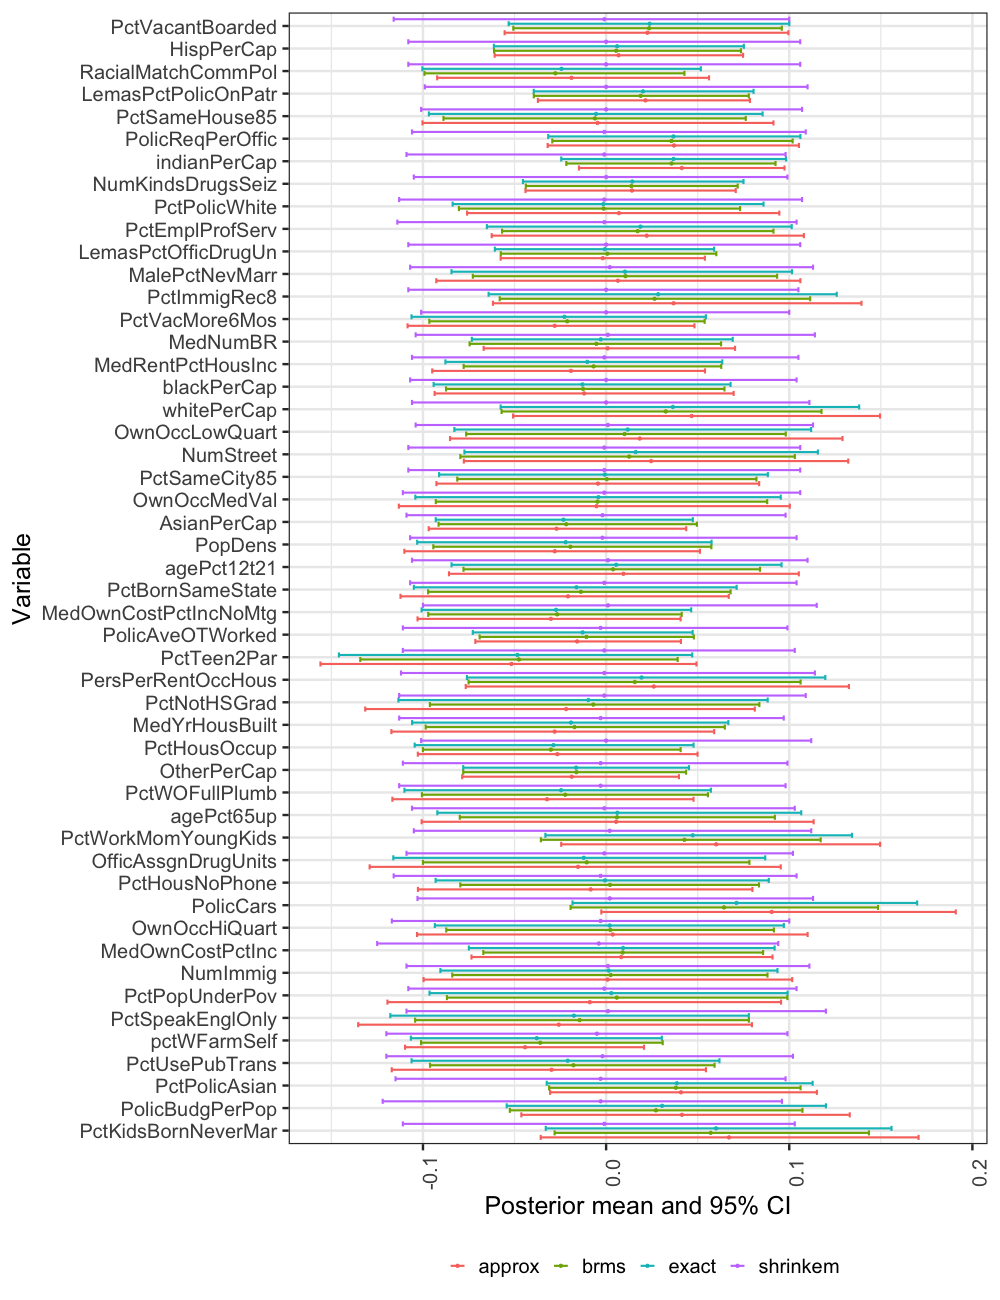 PctVacantBoarded
HispPerCap
RacialMatchCommPol
LemasPctPolicOnPatr
PctSameHouse85
PolicReqPerOffic
indianPerCap
NumKindsDrugsSeiz
PctPolicWhite
PctEmplProfServ
LemasPctOfficDrugUn
MalePctNevMarr
PctImmigRec8
PctVacMore6Mos
MedNumBR
MedRentPctHousInc
blackPerCap
whitePerCap
OwnOccLowQuart
NumStreet
PctSameCity85
OwnOccMedVal
AsianPerCap
PopDens
agePct12t21
PctBornSameState
MedOwnCostPctIncNoMtg
PolicAveOTWorked
PctTeen2Par
PersPerRentOccHous
PctNotHSGrad
MedYrHousBuilt
PctHousOccup
OtherPerCap
PctWOFullPlumb
agePct65up
PctWorkMomYoungKids
OfficAssgnDrugUnits
PctHousNoPhone
PolicCars
OwnOccHiQuart
MedOwnCostPctInc
NumImmig
PctPopUnderPov
PctSpeakEnglOnly
pctWFarmSelf
PctUsePubTrans
PctPolicAsian
PolicBudgPerPop
PctKidsBornNeverMar
Variable
-0.1 0.0 0.1 0.2
Posterior mean and 95% CI
approx brms exact shrinkem